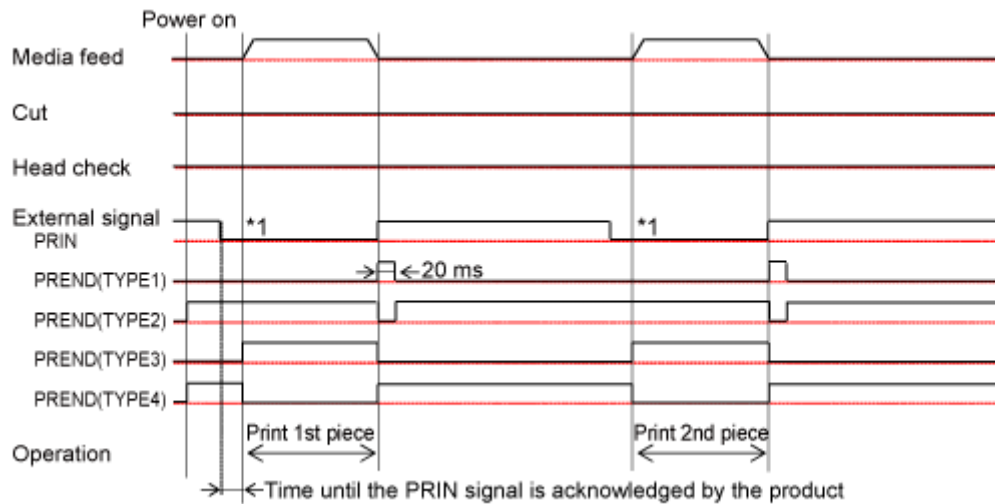 Power on
Media feed
Cut
Head check
External signal
*1 *1
PRIN
PREND(TYPE1)
20 ms
PREND(TYPE2)
PREND(TYPE3)
PREND(TYPE4)
Print 1st piece Print 2nd piece
Operation
Time until the PRIN signal is acknowledged by the product